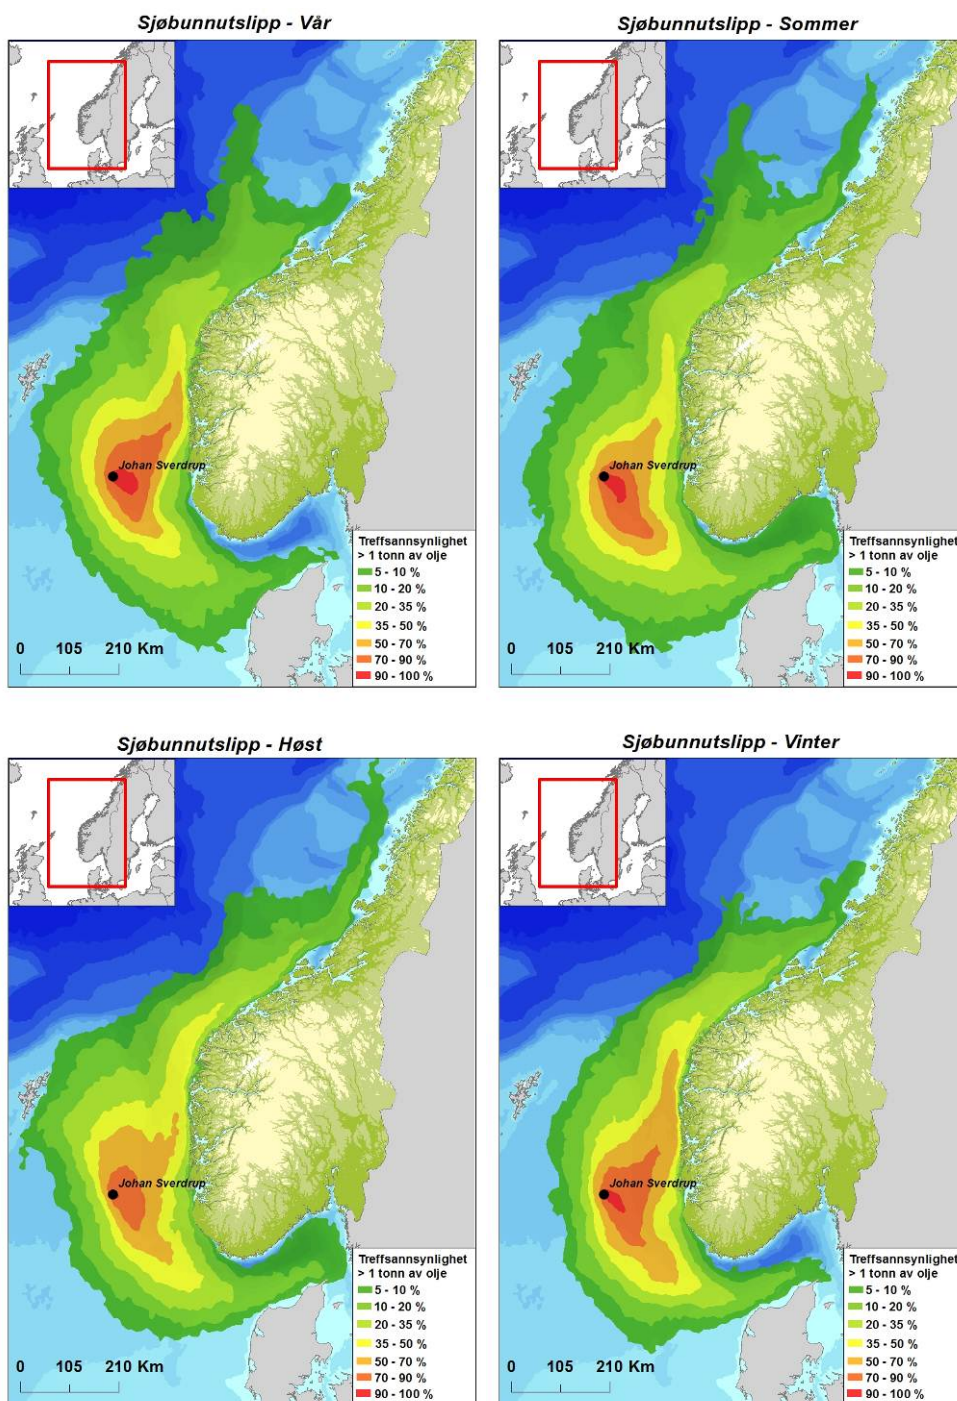 Sjøbunnutslipp - Vår
Johan Sverdrup
Treffsannsynlighet
> 1 tonn av olje
5 - 10 %
10 - 20 %
20 - 35 %
35 - 50 %
50 - 70 %
70 - 90 %
90 - 100 %
0 105 210 Km
Sjøbunnutslipp - Sommer
Johan Sverdrup
Treffsannsynlighet
> 1 tonn av olje
5 - 10 %
10 - 20 %
20 - 35 %
35 - 50 %
50 - 70 %
70 - 90 %
90 - 100 %
0 105 210 Km
Sjøbunnutslipp - Høst
Johan Sverdrup
Treffsannsynlighet
> 1 tonn av olje
5 - 10 %
10 - 20 %
20 - 35 %
35 - 50 %
50 - 70 %
70 - 90 %
90 - 100 %
0 105 210 Km
Sjøbunnutslipp - Vinter
Johan Sverdrup
Treffsannsynlighet
> 1 tonn av olje
5 - 10 %
10 - 20 %
20 - 35 %
35 - 50 %
50 - 70 %
70 - 90 %
90 - 100 %
0 105 210 Km